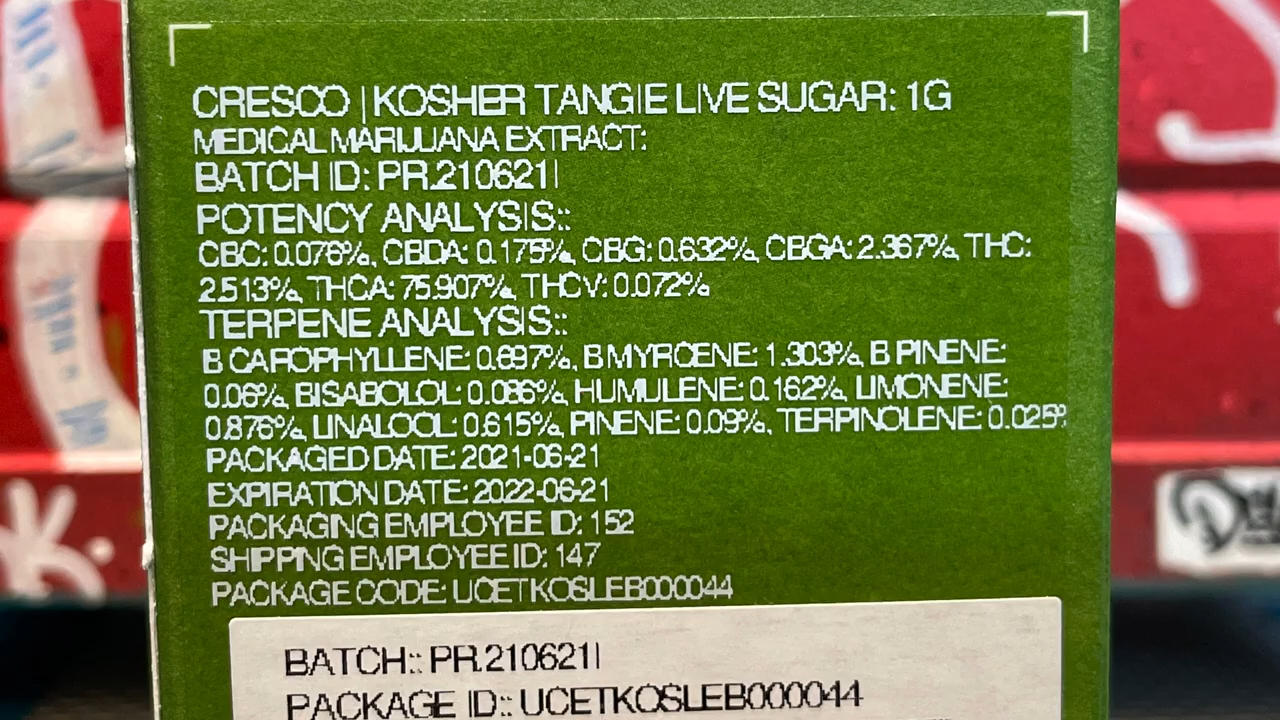 CRESCO | KOSHER TANGIE LIVE SUGAR: 1G
MEDICAL MARIJUANA EXTRACT:
BATCH ID: PR.210621I
POTENCY ANALYSIS::
CBC: 0.076%, CBDA: 0.175%, CBG: 0.632%, CBGA: 2.367%, THC:
2.513%, THCA: 75.907%, THCV: 0.072%
TERPENE ANALYSIS::
B CAROPHYLLENE: 0.697%, B MYRCENE: 1.303%, B PINENE:
0.06%, BISABOLOL: 0.086%, HUMULENE: 0.162%, LIMONENE:
0.876%, LINALOOL: 0.615%, PINENE: 0.09%, TERPINOLENE: 0.025%
PACKAGED DATE: 2021-06-21
EXPIRATION DATE: 2022-06-21
PACKAGING EMPLOYEE ID: 152
SHIPPING EMPLOYEE ID: 147
PACKAGE CODE: UCETKOSLEB000044
BATCH:: PR.210621I
PACKAGE ID:: UCETKOSLEB000044